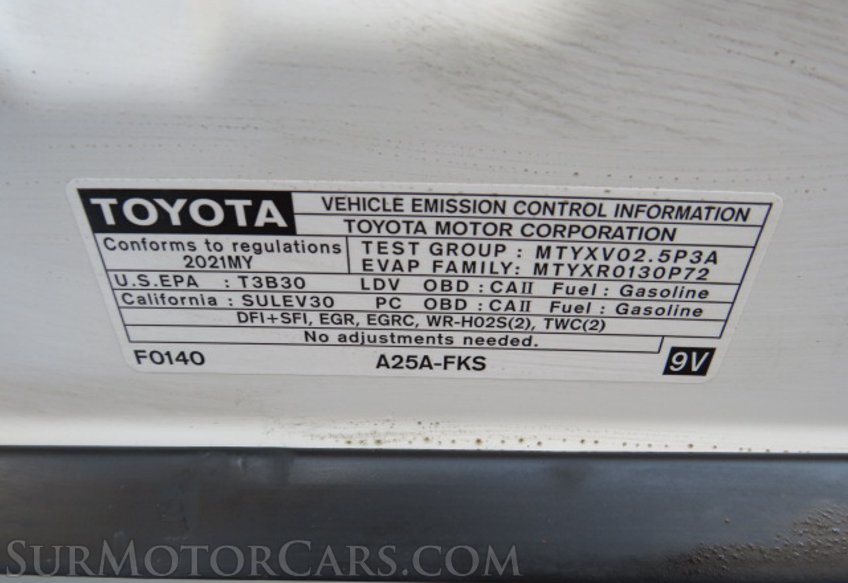 TOYOTA
VEHICLE EMISSION CONTROL INFORMATION
TOYOTA MOTOR CORPORATION
Conforms to regulations
2021MY
TEST GROUP : MTYXV02.5P3A
EVAP FAMILY: MTYXR0130P72
U.S.EPA : T3B30 LDV OBD : CAII Fuel : Gasoline
California : SULEV30 PC OBD : CAII Fuel : Gasoline
DFI+SFI, EGR, EGRC, WR-HO2S(2), TWC(2)
No adjustments needed.
F0140 A25A-FKS 9V
SURMOTORCARS.COM